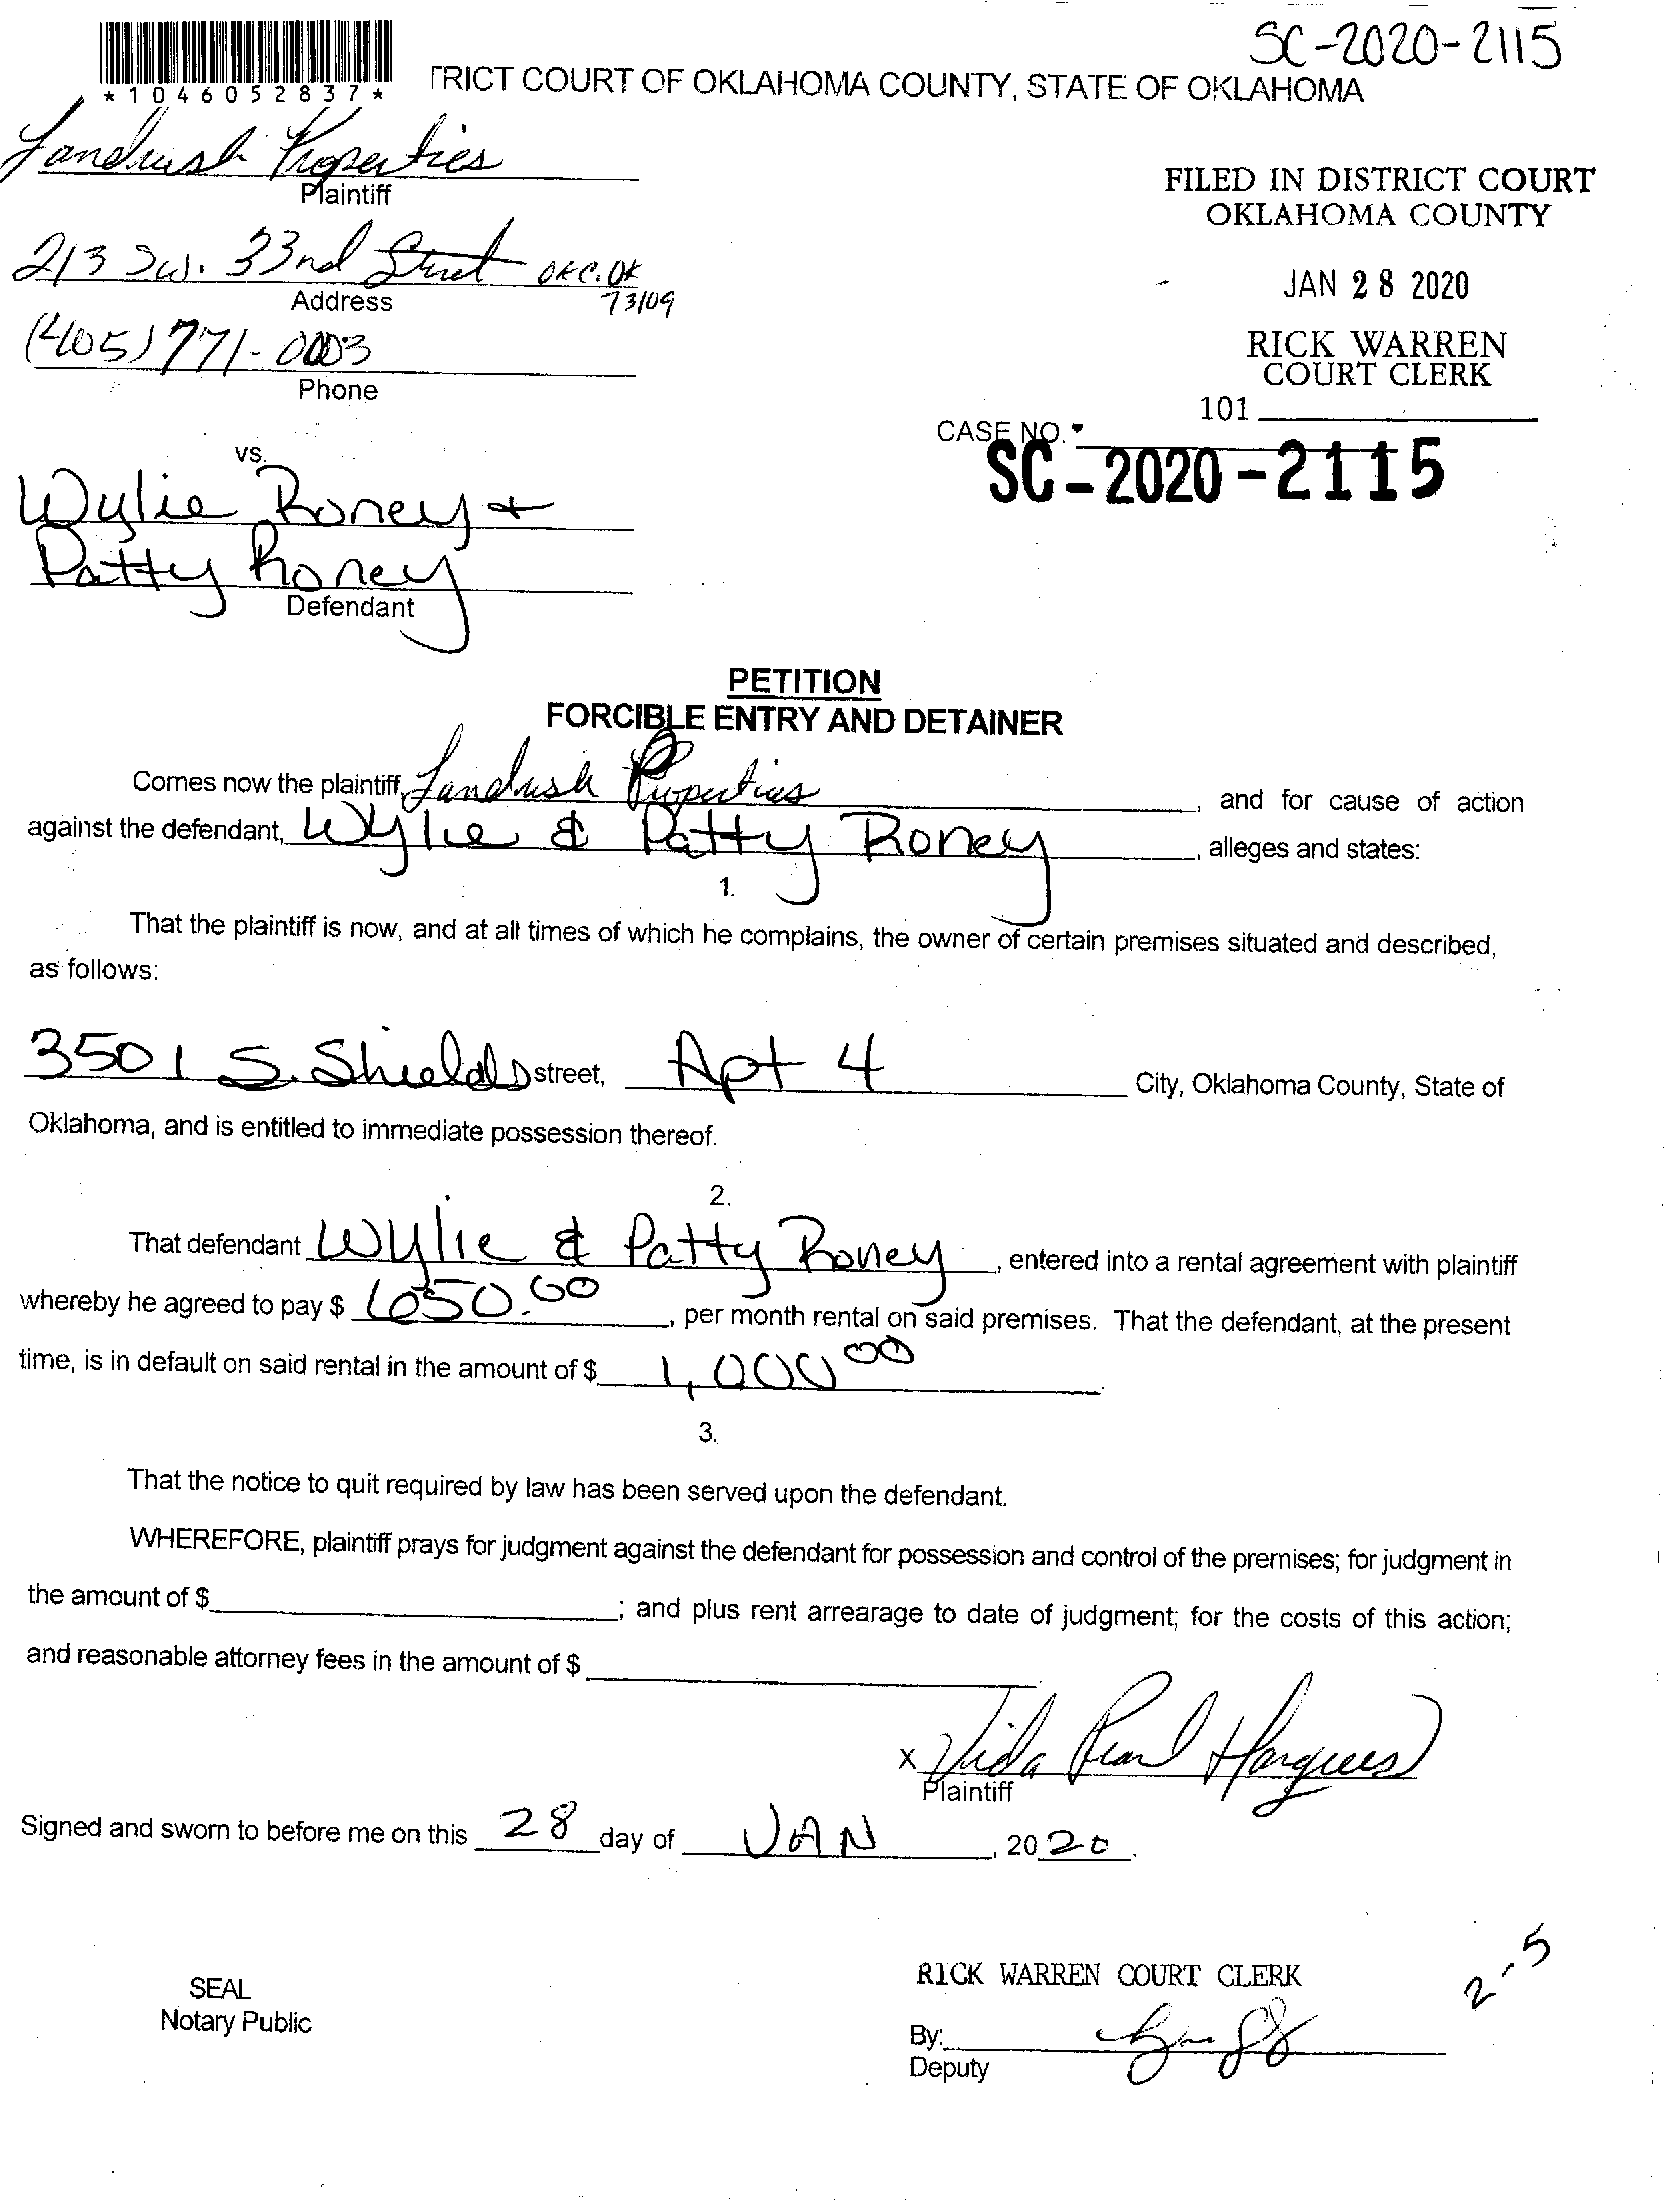 SC-2020-2115
*1046052837*
TRICT COURT OF OKLAHOMA COUNTY, STATE OF OKLAHOMA
Landrush Properties
Plaintiff
FILED IN DISTRICT COURT
OKLAHOMA COUNTY
213 SW. 33nd Street OKC. OK
Address
73109
JAN 28 2020
(405) 771-0003
Phone
RICK WARREN
COURT CLERK
101
CASE NO.
SC-2020-2115
vs.
Wylie Roney +
Patty Roney
Defendant
PETITION
FORCIBLE ENTRY AND DETAINER
Comes now the plaintiff, Landrush Properties, and for cause of action
against the defendant, Wylie & Patty Roney, alleges and states:
1.
That the plaintiff is now, and at all times of which he complains, the owner of certain premises situated and described,
as follows:
3501 S. Shields street, Apt 4 City, Oklahoma County, State of
Oklahoma, and is entitled to immediate possession thereof.
2.
That defendant Wylie & Patty Roney, entered into a rental agreement with plaintiff
whereby he agreed to pay $ 650.00, per month rental on said premises. That the defendant, at the present
time, is in default on said rental in the amount of $ 1,000 00.
3.
That the notice to quit required by law has been served upon the defendant.
WHEREFORE, plaintiff prays for judgment against the defendant for possession and control of the premises; for judgment in
the amount of $ ; and plus rent arrearage to date of judgment; for the costs of this action;
and reasonable attorney fees in the amount of $
x Vida Pearl Hargues
Plaintiff
Signed and sworn to before me on this 28 day of JAN, 2020.
SEAL
Notary Public
RICK WARREN COURT CLERK
2-5
By:
Deputy